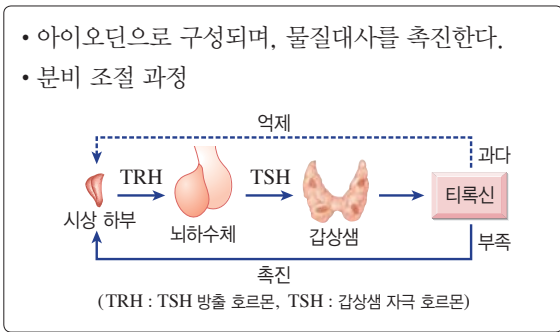 • 아이오딘으로 구성되며, 물질대사를 촉진한다.
• 분비 조절 과정
억제
과다
TRH
TSH
티록신
시상 하부
뇌하수체
갑상샘
부족
촉진
(TRH : TSH 방출 호르몬, TSH : 갑상샘 자극 호르몬)